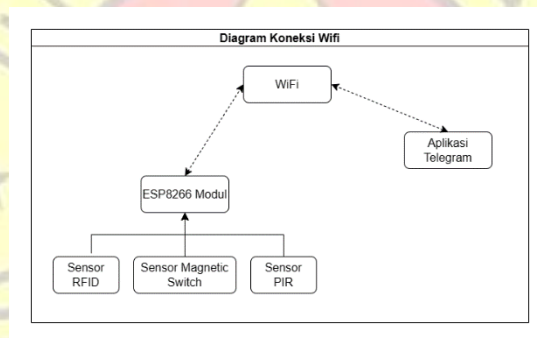 Diagram Koneksi Wifi
WiFi
Aplikasi
Telegram
ESP8266 Modul
Sensor
RFID
Sensor Magnetic
Switch
Sensor
PIR